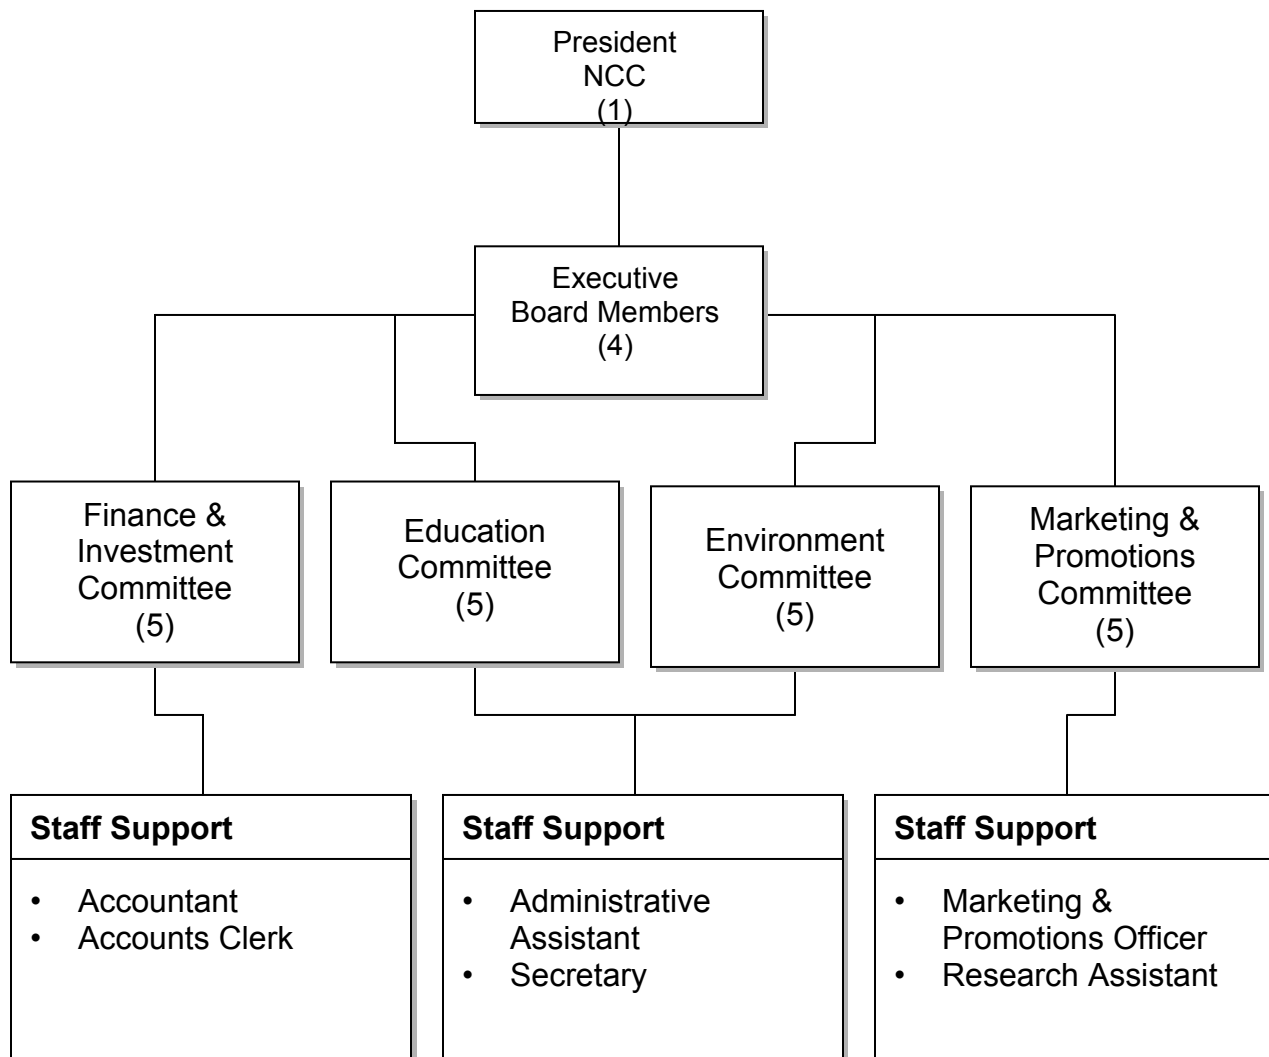 President
NCC
(1)
Executive
Board Members
(4)
Finance &
Investment
Committee
(5)
Education
Committee
(5)
Environment
Committee
(5)
Marketing &
Promotions
Committee
(5)
Staff Support
• Accountant
• Accounts Clerk
Staff Support
• Administrative
Assistant
• Secretary
Staff Support
• Marketing &
Promotions Officer
• Research Assistant